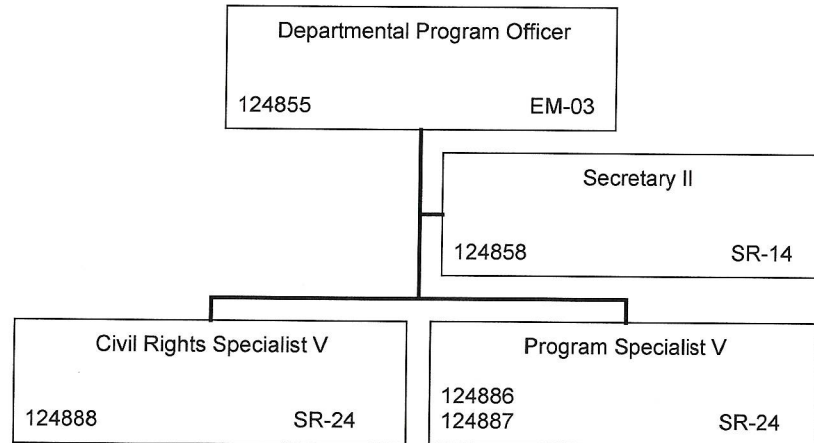 Departmental Program Officer
124855 EM-03
Secretary II
124858 SR-14
Civil Rights Specialist V
124888 SR-24
Program Specialist V
124886
124887 SR-24